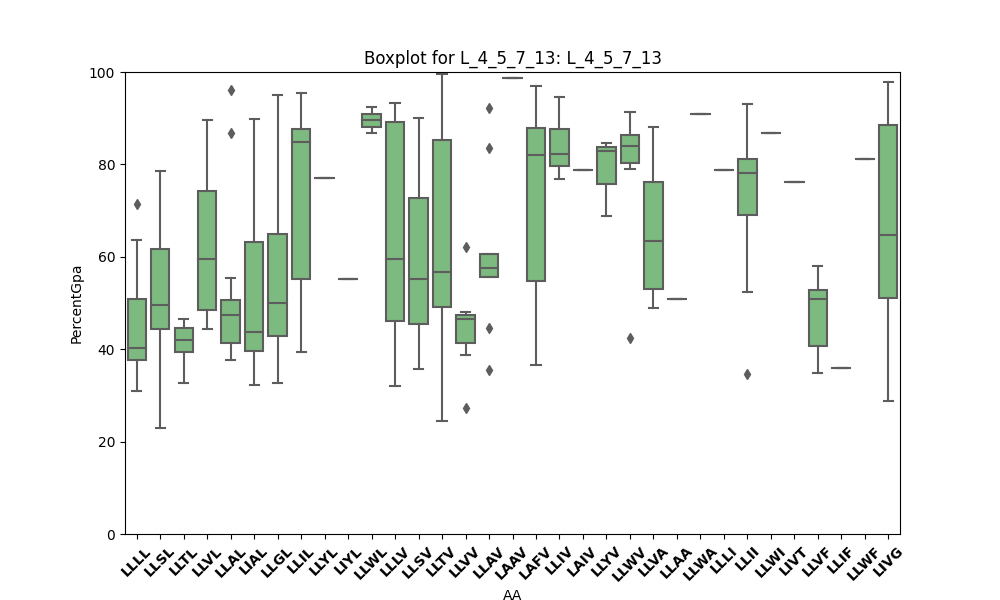 Boxplot for L_4_5_7_13: L_4_5_7_13
PercentGpa
100
80
60
40
20
0
LLLL LLSL LLTL LLVL LLAL LIAL LLGL LLIL LLYL LIYL LLWL LLLV LLSV LLTV LLVV LLAV LAAV LAFV LLIV LAIV LLYV LLWV LLVA LLAA LLWA LLLI LLII LLWI LIVT LLVF LLIF LLWF LIVG
AA